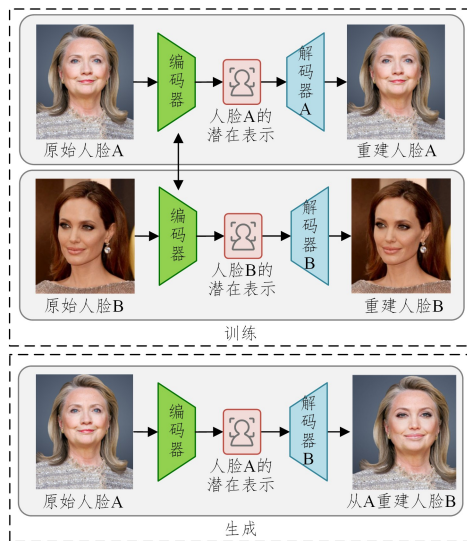 编码器
人脸A的
潜在表示
解码器A
原始人脸A
重建人脸A
编码器
人脸B的
潜在表示
解码器B
原始人脸B
重建人脸B
训练
编码器
人脸A的
潜在表示
解码器B
原始人脸A
从A重建人脸B
生成